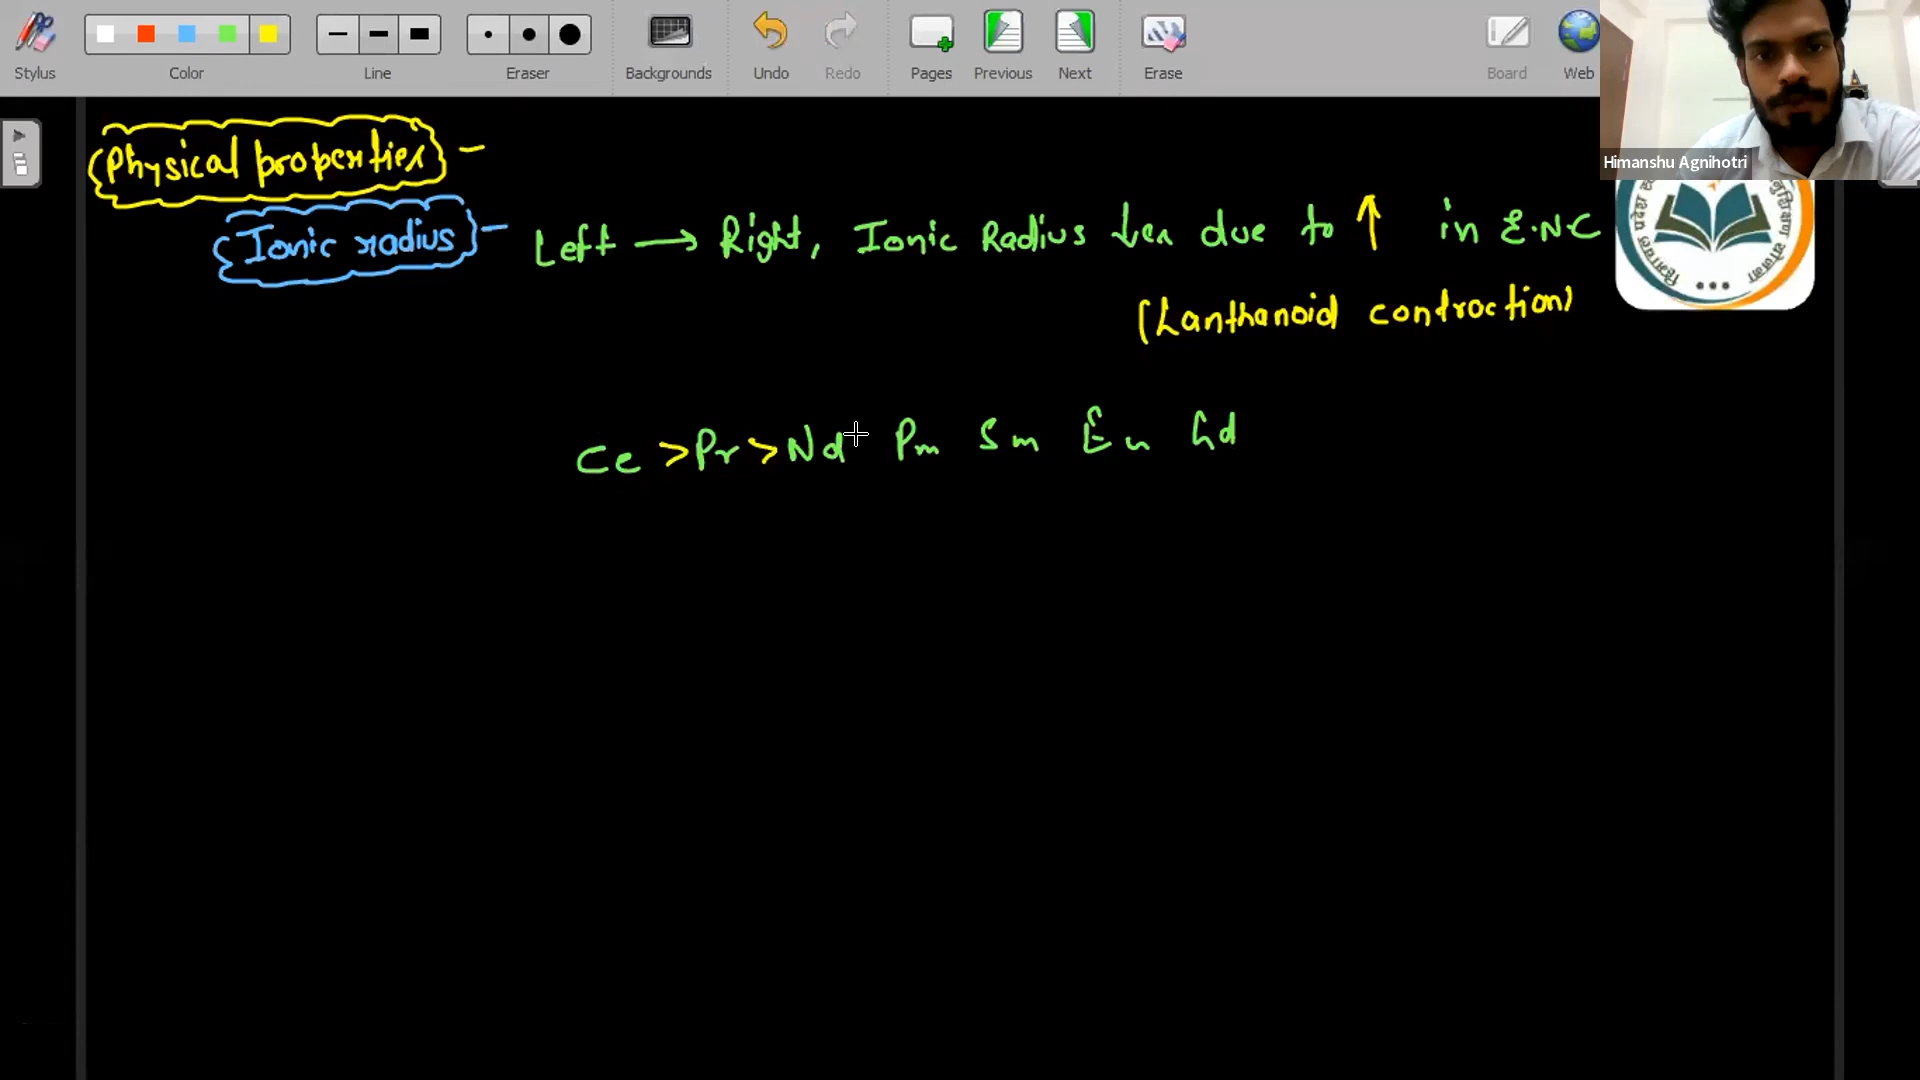 Stylus Color Line Eraser Backgrounds Undo Redo Pages Previous Next Erase Board Web
Himanshu Agnihotri
Physical properties -
Ionic radius - Left → Right, Ionic Radius ↓es due to ↑ in E.N.C
(Lanthanoid contraction)
Ce > Pr > Nd Pm Sm Eu Gd